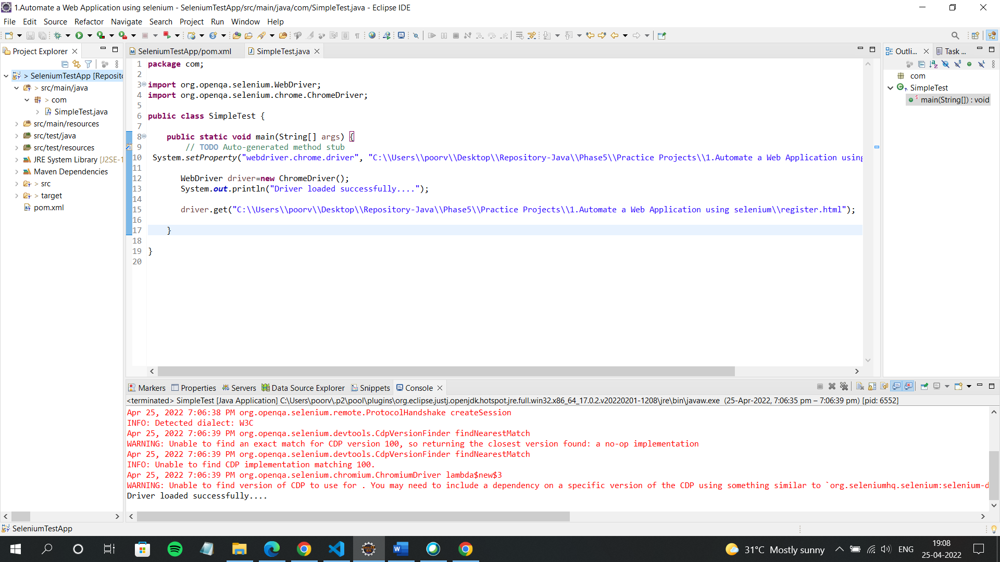 1.Automate a Web Application using selenium - SeleniumTestApp/src/main/java/com/SimpleTest.java - Eclipse IDE
File Edit Source Refactor Navigate Search Project Run Window Help
Project Explorer
SeleniumTestApp/pom.xml
SimpleTest.java
Outli...
Task ...
> SeleniumTestApp [Reposito
> src/main/java
> com
SimpleTest.java
src/main/resources
src/test/java
src/test/resources
JRE System Library [J2SE-1
Maven Dependencies
> src
> target
pom.xml
1 package com;
2
3 import org.openqa.selenium.WebDriver;
4 import org.openqa.selenium.chrome.ChromeDriver;
5
6 public class SimpleTest {
7
8 public static void main(String[] args) {
9 // TODO Auto-generated method stub
10 System.setProperty("webdriver.chrome.driver", "C:\\Users\\poorv\\Desktop\\Repository-Java\\Phase5\\Practice Projects\\1.Automate a Web Application using
11
12 WebDriver driver=new ChromeDriver();
13 System.out.println("Driver loaded successfully....");
14
15 driver.get("C:\\Users\\poorv\\Desktop\\Repository-Java\\Phase5\\Practice Projects\\1.Automate a Web Application using selenium\\register.html");
16
17 }
18
19 }
20
com
SimpleTest
main(String[]) : void
Markers Properties Servers Data Source Explorer Snippets Console
<terminated> SimpleTest [Java Application] C:\Users\poorv\.p2\pool\plugins\org.eclipse.justj.openjdk.hotspot.jre.full.win32.x86_64_17.0.2.v20220201-1208\jre\bin\javaw.exe (25-Apr-2022, 7:06:35 pm – 7:06:39 pm) [pid: 6552]
Apr 25, 2022 7:06:38 PM org.openqa.selenium.remote.ProtocolHandshake createSession
INFO: Detected dialect: W3C
Apr 25, 2022 7:06:39 PM org.openqa.selenium.devtools.CdpVersionFinder findNearestMatch
WARNING: Unable to find an exact match for CDP version 100, so returning the closest version found: a no-op implementation
Apr 25, 2022 7:06:39 PM org.openqa.selenium.devtools.CdpVersionFinder findNearestMatch
INFO: Unable to find CDP implementation matching 100.
Apr 25, 2022 7:06:39 PM org.openqa.selenium.chromium.ChromiumDriver lambda$new$3
WARNING: Unable to find version of CDP to use for . You may need to include a dependency on a specific version of the CDP using something similar to `org.seleniumhq.selenium:selenium-d
Driver loaded successfully....
SeleniumTestApp
31°C Mostly sunny
ENG
19:08
25-04-2022